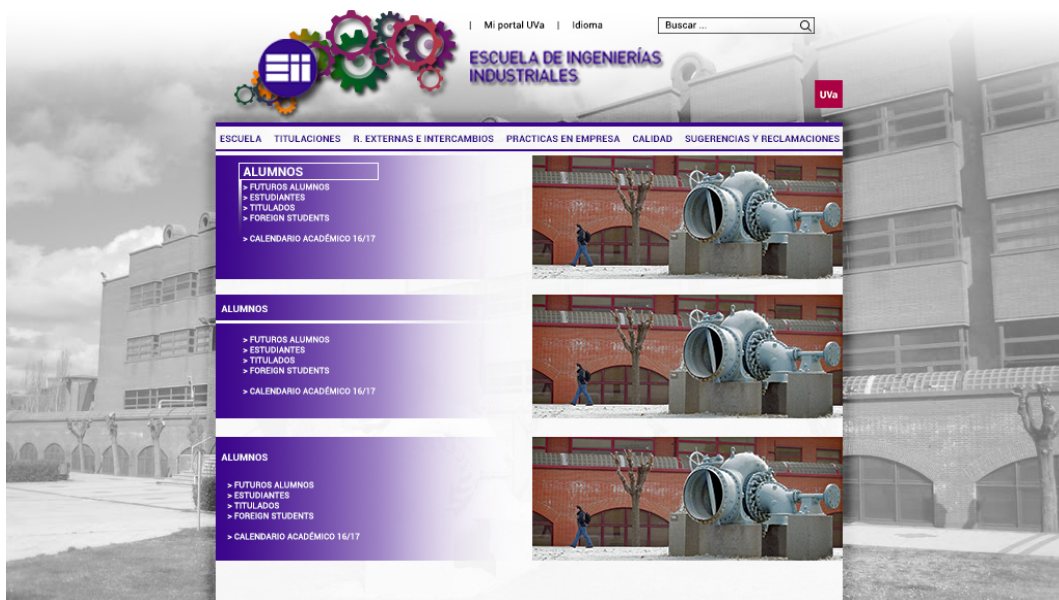 | Mi portal UVa | Idioma
Buscar ...
EII
ESCUELA DE INGENIERÍAS
INDUSTRIALES
UVa
ESCUELA TITULACIONES R. EXTERNAS E INTERCAMBIOS PRACTICAS EN EMPRESA CALIDAD SUGERENCIAS Y RECLAMACIONES
ALUMNOS
> FUTUROS ALUMNOS
> ESTUDIANTES
> TITULADOS
> FOREIGN STUDENTS
> CALENDARIO ACADÉMICO 16/17
ALUMNOS
> FUTUROS ALUMNOS
> ESTUDIANTES
> TITULADOS
> FOREIGN STUDENTS
> CALENDARIO ACADÉMICO 16/17
ALUMNOS
> FUTUROS ALUMNOS
> ESTUDIANTES
> TITULADOS
> FOREIGN STUDENTS
> CALENDARIO ACADÉMICO 16/17